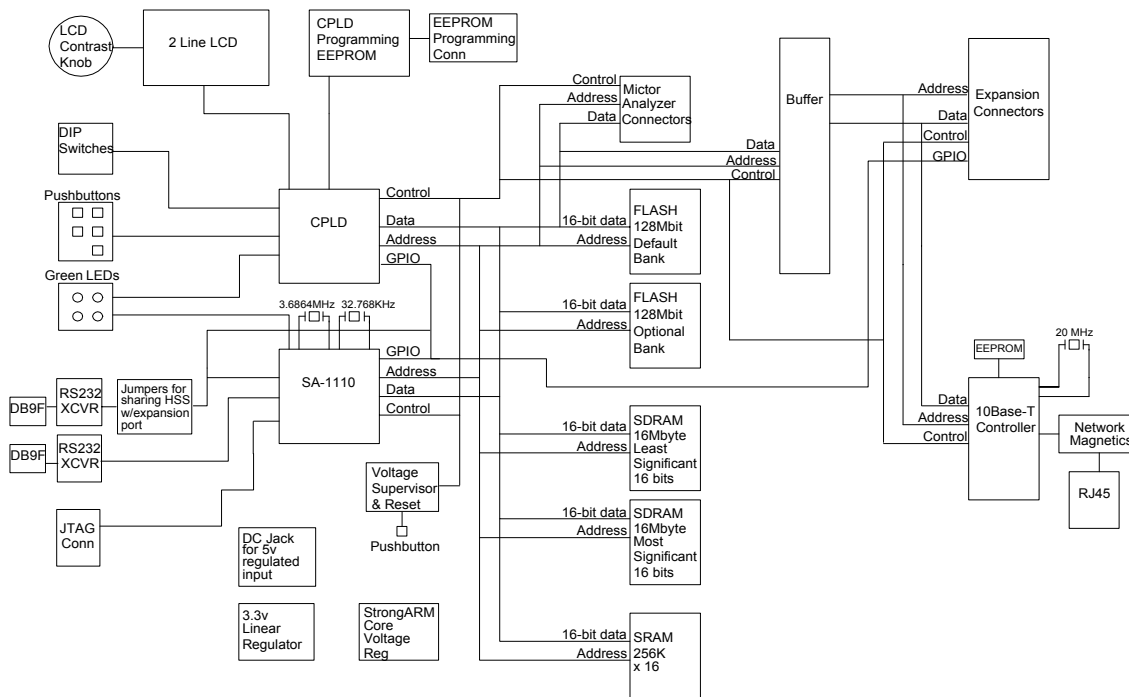 LCD
Contrast
Knob
2 Line LCD
CPLD
Programming
EEPROM
EEPROM
Programming
Conn
Control
Address
Data
Mictor
Analyzer
Connectors
Buffer
Data
Address
Control
Address
Data
Control
GPIO
Expansion
Connectors
DIP
Switches
Pushbuttons
Green LEDs
CPLD
Control
Data
Address
GPIO
16-bit data
Address
FLASH
128Mbit
Default
Bank
3.6864MHz
32.768KHz
16-bit data
Address
FLASH
128Mbit
Optional
Bank
SA-1110
GPIO
Address
Data
Control
DB9F
RS232
XCVR
Jumpers for
sharing HSS
w/expansion
port
DB9F
RS232
XCVR
JTAG
Conn
Voltage
Supervisor
& Reset
Pushbutton
16-bit data
Address
SDRAM
16Mbyte
Least
Significant
16 bits
16-bit data
Address
SDRAM
16Mbyte
Most
Significant
16 bits
DC Jack
for 5v
regulated
input
3.3v
Linear
Regulator
StrongARM
Core
Voltage
Reg
16-bit data
Address
SRAM
256K
x 16
EEPROM
20 MHz
Data
Address
Control
10Base-T
Controller
Network
Magnetics
RJ45